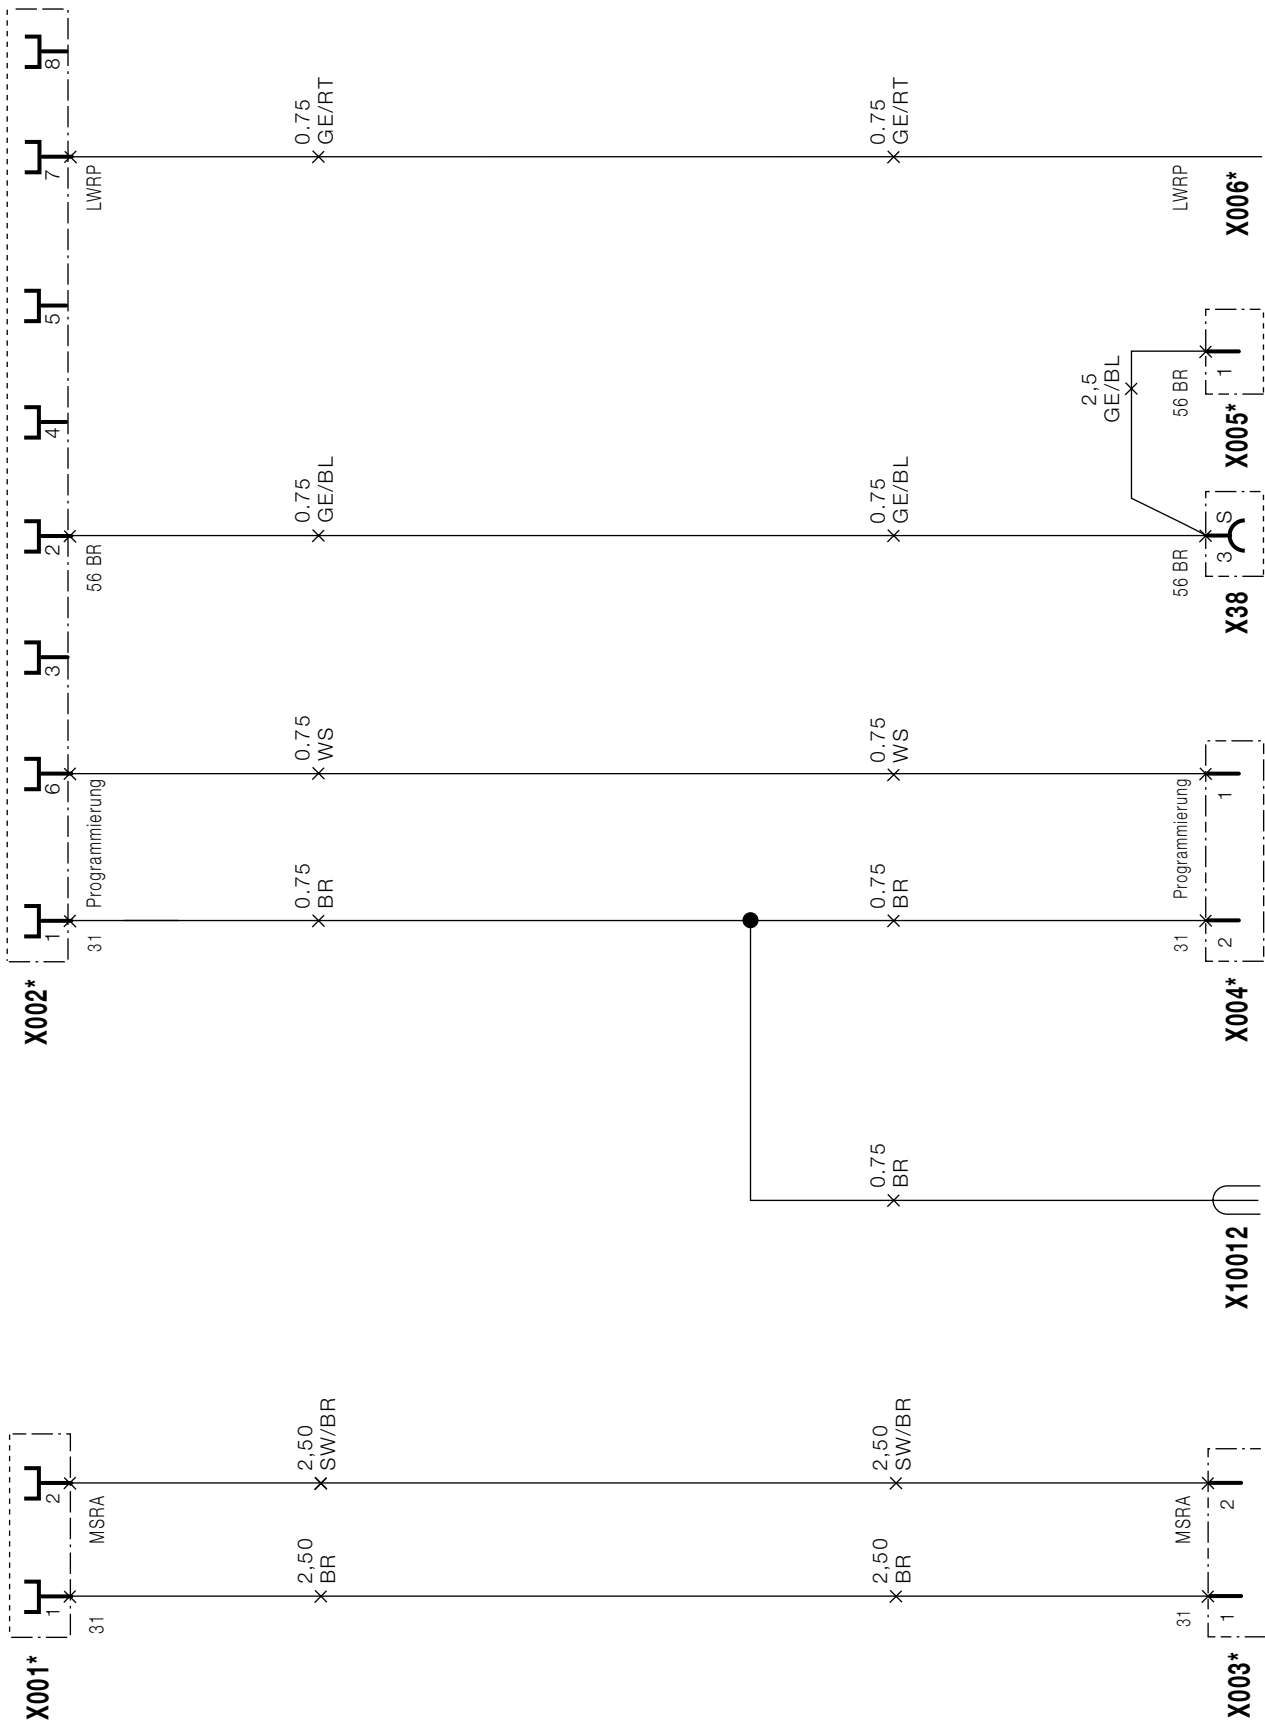 X001*
1
31
2
MSRA
2,50
BR
2,50
SW/BR
2,50
BR
2,50
SW/BR
31
MSRA
1
2
X003*
X002*
1
6
3
2
4
5
7
8
31
Programmierung
56 BR
LWRP
0.75
BR
0.75
WS
0.75
GE/BL
0.75
GE/RT
0.75
BR
0.75
BR
0.75
WS
0.75
GE/BL
0.75
GE/RT
2,5
GE/BL
31
Programmierung
56 BR
56 BR
LWRP
2
1
3
S
1
X10012
X004*
X38
X005*
X006*